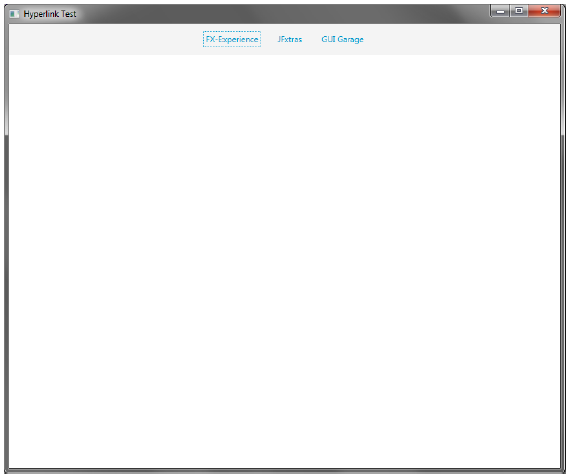 Hyperlink Test
FX-Experience JFxtras GUI Garage